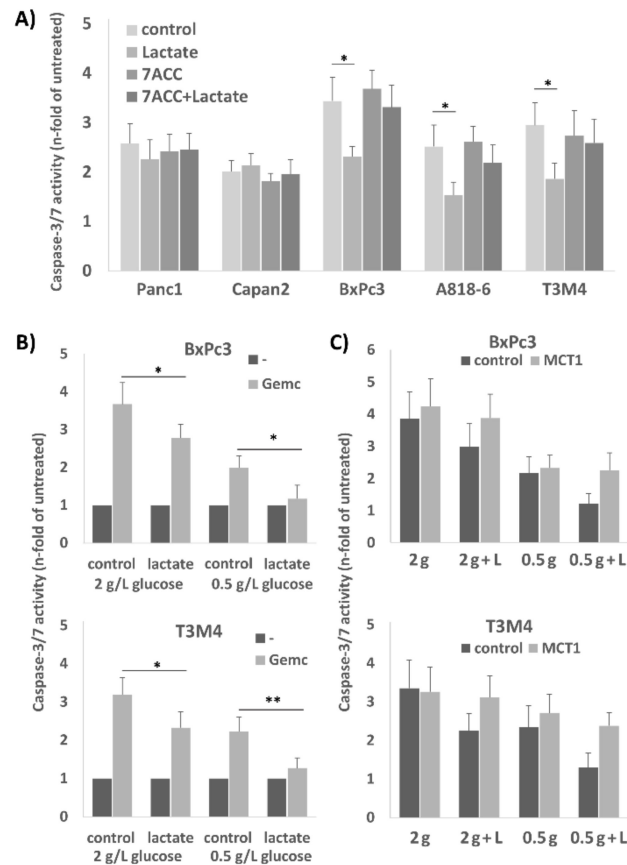 A)
Caspase-3/7 activity (n-fold of untreated)
5
4
3
2
1
0
control
Lactate
7ACC
7ACC+Lactate
*
*
*
Panc1
Capan2
BxPc3
A818-6
T3M4
B)
BxPc3
Caspase-3/7 activity (n-fold of untreated)
5
4
3
2
1
0
-
Gemc
*
*
control lactate control lactate
2 g/L glucose 0.5 g/L glucose
T3M4
5
4
3
2
1
0
-
Gemc
*
**
control lactate control lactate
2 g/L glucose 0.5 g/L glucose
C)
BxPc3
Caspase-3/7 activity (n-fold of untreated)
control MCT1
6
5
4
3
2
1
0
2g 2g+L 0.5g 0.5g+L
T3M4
control MCT1
5
4
3
2
1
0
2g 2g+L 0.5g 0.5g+L